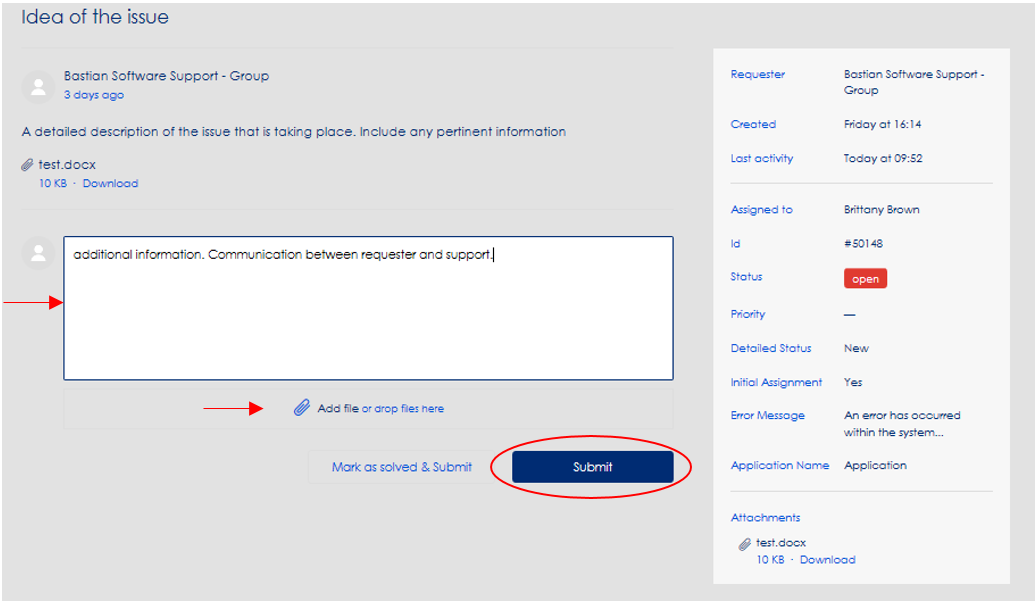 Idea of the issue
Bastian Software Support - Group
3 days ago
A detailed description of the issue that is taking place. Include any pertinent information
test.docx
10 KB · Download
additional information. Communication between requester and support.
Add file or drop files here
Mark as solved & Submit
Submit
Requester Bastian Software Support -
Group
Created Friday at 16:14
Last activity Today at 09:52
Assigned to Brittany Brown
Id #50148
Status open
Priority —
Detailed Status New
Initial Assignment Yes
Error Message An error has occurred
within the system...
Application Name Application
Attachments
test.docx
10 KB · Download